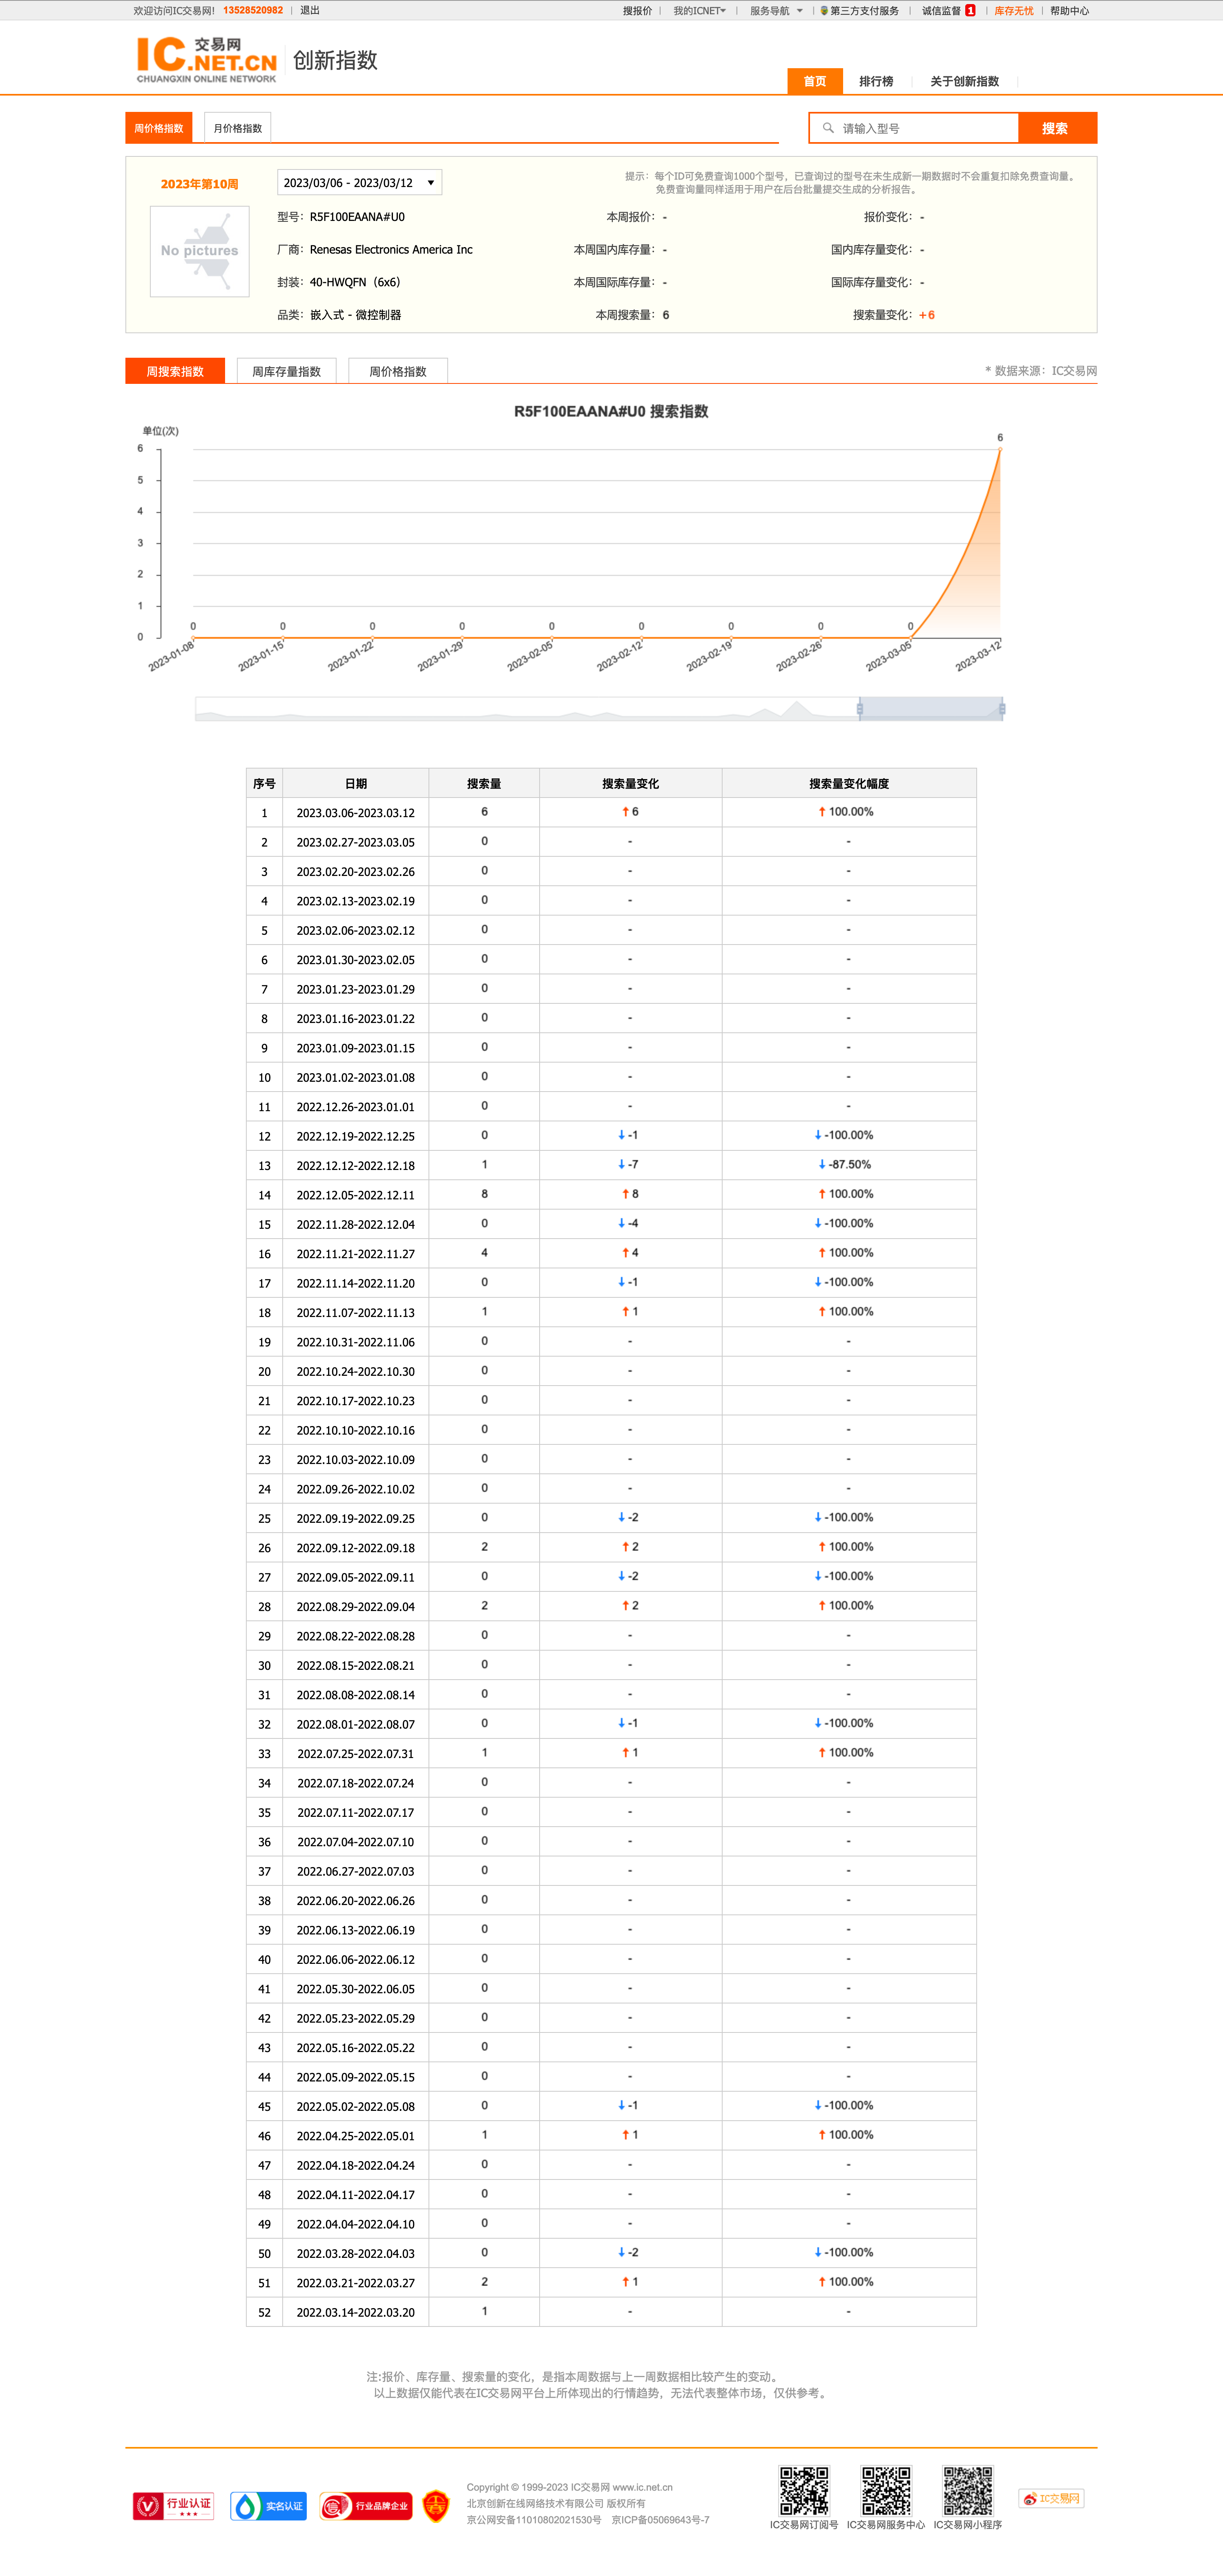 欢迎访问IC交易网! 13528520982 | 退出 搜报价 | 我的ICNET | 服务导航 | 第三方支付服务 | 诚信监督 1 | 库存无忧 | 帮助中心
IC交易网
.NET.CN
CHUANGXIN ONLINE NETWORK
创新指数
首页 排行榜 关于创新指数
周价格指数 月价格指数 请输入型号 搜索
2023年第10周 2023/03/06 - 2023/03/12 提示：每个ID可免费查询1000个型号，已查询过的型号在未生成新一期数据时不会重复扣除免费查询量。
免费查询量同样适用于用户在后台批量提交生成的分析报告。
No pictures
型号：R5F100EAANA#U0 本周报价：- 报价变化：-
厂商：Renesas Electronics America Inc 本周国内库存量：- 国内库存量变化：-
封装：40-HWQFN（6x6） 本周国际库存量：- 国际库存量变化：-
品类：嵌入式 - 微控制器 本周搜索量：6 搜索量变化：+6
周搜索指数 周库存量指数 周价格指数 * 数据来源：IC交易网
R5F100EAANA#U0 搜索指数
单位(次)
6 6
5
4
3
2
1
0 0 0 0 0 0 0 0 0 0
2023-01-08 2023-01-15 2023-01-22 2023-01-29 2023-02-05 2023-02-12 2023-02-19 2023-02-26 2023-03-05 2023-03-12
序号 日期 搜索量 搜索量变化 搜索量变化幅度
1 2023.03.06-2023.03.12 6 ↑6 ↑100.00%
2 2023.02.27-2023.03.05 0 - -
3 2023.02.20-2023.02.26 0 - -
4 2023.02.13-2023.02.19 0 - -
5 2023.02.06-2023.02.12 0 - -
6 2023.01.30-2023.02.05 0 - -
7 2023.01.23-2023.01.29 0 - -
8 2023.01.16-2023.01.22 0 - -
9 2023.01.09-2023.01.15 0 - -
10 2023.01.02-2023.01.08 0 - -
11 2022.12.26-2023.01.01 0 - -
12 2022.12.19-2022.12.25 0 ↓-1 ↓-100.00%
13 2022.12.12-2022.12.18 1 ↓-7 ↓-87.50%
14 2022.12.05-2022.12.11 8 ↑8 ↑100.00%
15 2022.11.28-2022.12.04 0 ↓-4 ↓-100.00%
16 2022.11.21-2022.11.27 4 ↑4 ↑100.00%
17 2022.11.14-2022.11.20 0 ↓-1 ↓-100.00%
18 2022.11.07-2022.11.13 1 ↑1 ↑100.00%
19 2022.10.31-2022.11.06 0 - -
20 2022.10.24-2022.10.30 0 - -
21 2022.10.17-2022.10.23 0 - -
22 2022.10.10-2022.10.16 0 - -
23 2022.10.03-2022.10.09 0 - -
24 2022.09.26-2022.10.02 0 - -
25 2022.09.19-2022.09.25 0 ↓-2 ↓-100.00%
26 2022.09.12-2022.09.18 2 ↑2 ↑100.00%
27 2022.09.05-2022.09.11 0 ↓-2 ↓-100.00%
28 2022.08.29-2022.09.04 2 ↑2 ↑100.00%
29 2022.08.22-2022.08.28 0 - -
30 2022.08.15-2022.08.21 0 - -
31 2022.08.08-2022.08.14 0 - -
32 2022.08.01-2022.08.07 0 ↓-1 ↓-100.00%
33 2022.07.25-2022.07.31 1 ↑1 ↑100.00%
34 2022.07.18-2022.07.24 0 - -
35 2022.07.11-2022.07.17 0 - -
36 2022.07.04-2022.07.10 0 - -
37 2022.06.27-2022.07.03 0 - -
38 2022.06.20-2022.06.26 0 - -
39 2022.06.13-2022.06.19 0 - -
40 2022.06.06-2022.06.12 0 - -
41 2022.05.30-2022.06.05 0 - -
42 2022.05.23-2022.05.29 0 - -
43 2022.05.16-2022.05.22 0 - -
44 2022.05.09-2022.05.15 0 - -
45 2022.05.02-2022.05.08 0 ↓-1 ↓-100.00%
46 2022.04.25-2022.05.01 1 ↑1 ↑100.00%
47 2022.04.18-2022.04.24 0 - -
48 2022.04.11-2022.04.17 0 - -
49 2022.04.04-2022.04.10 0 - -
50 2022.03.28-2022.04.03 0 ↓-2 ↓-100.00%
51 2022.03.21-2022.03.27 2 ↑1 ↑100.00%
52 2022.03.14-2022.03.20 1 - -
注:报价、库存量、搜索量的变化，是指本周数据与上一周数据相比较产生的变动。
以上数据仅能代表在IC交易网平台上所体现出的行情趋势，无法代表整体市场，仅供参考。
行业认证 实名认证 行业品牌企业
Copyright © 1999-2023 IC交易网 www.ic.net.cn
北京创新在线网络技术有限公司 版权所有
京公网安备11010802021530号 京ICP备05069643号-7
IC交易网订阅号 IC交易网服务中心 IC交易网小程序
IC交易网